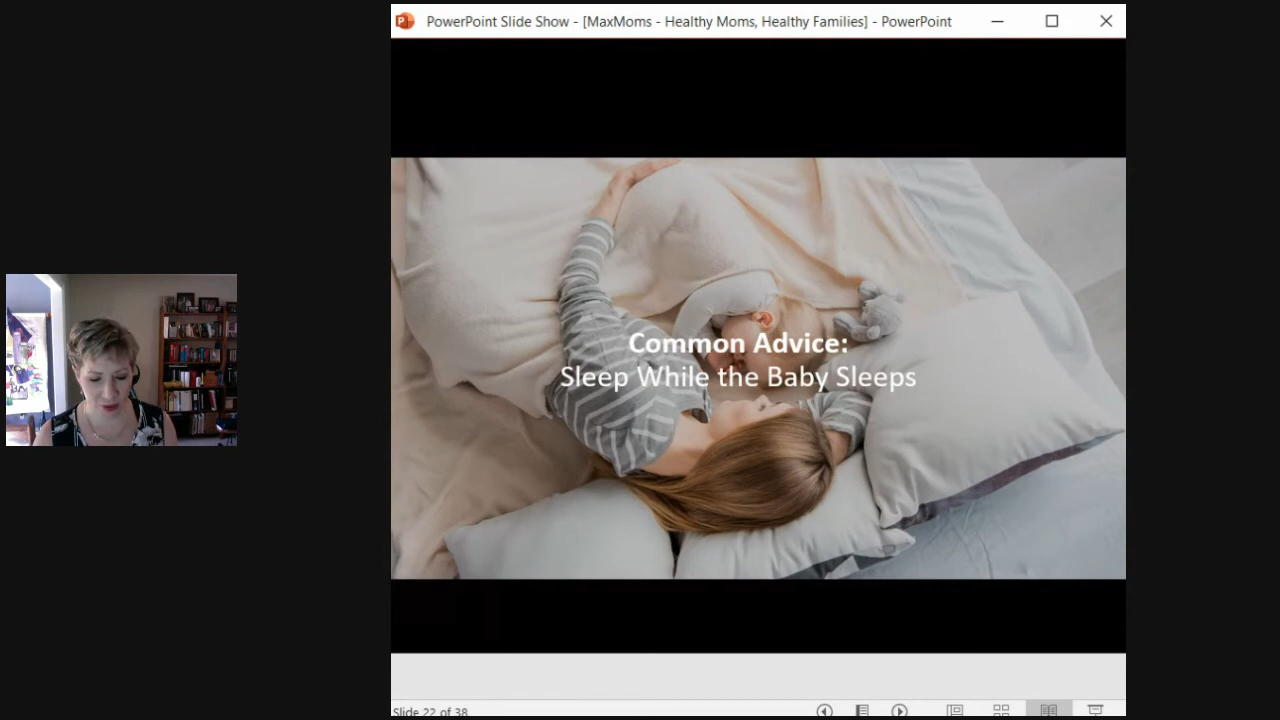 PowerPoint Slide Show - [MaxMoms - Healthy Moms, Healthy Families] - PowerPoint
Common Advice:
Sleep While the Baby Sleeps
Slide 22 of 38